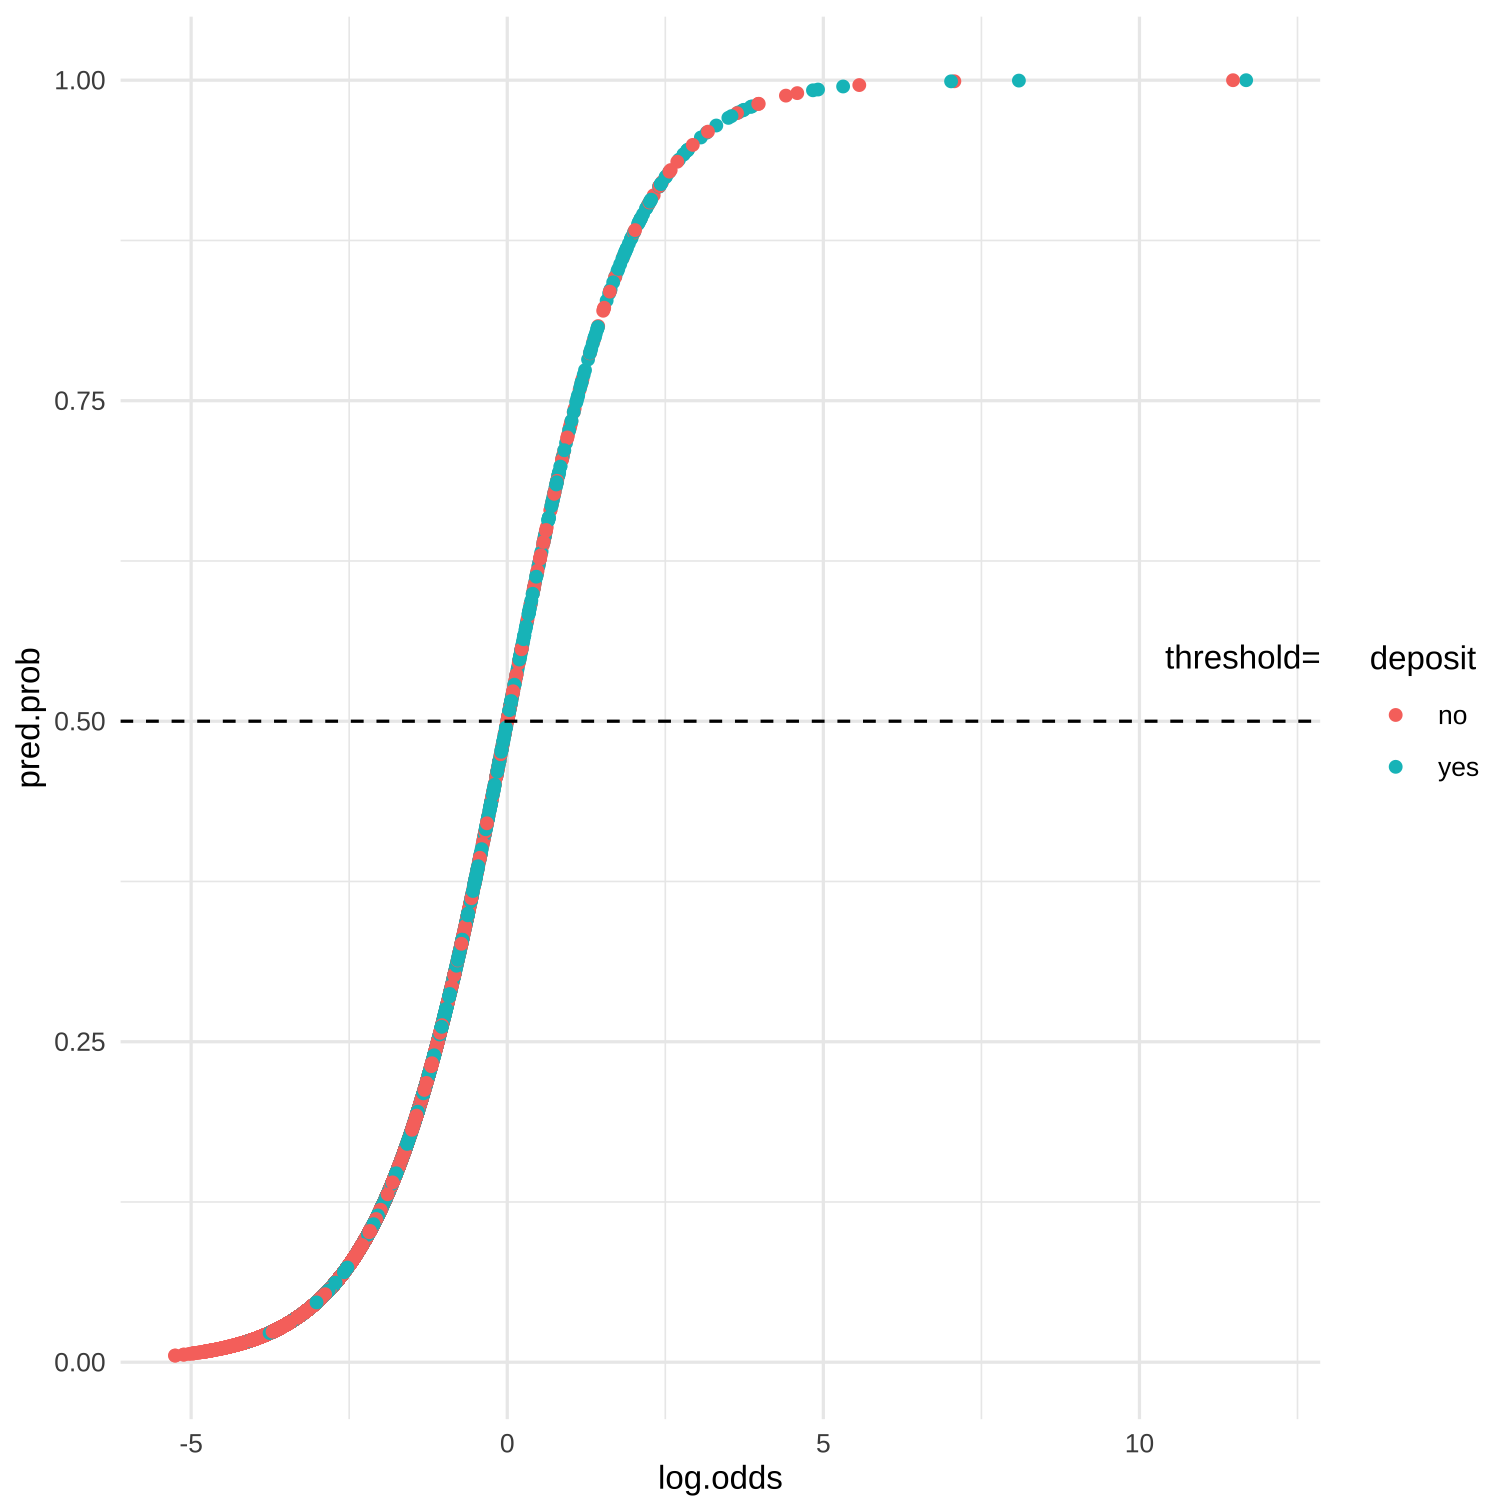 1.00
0.75
0.50
0.25
0.00
pred.prob
threshold=
deposit
no
yes
-5 0 5 10
log.odds